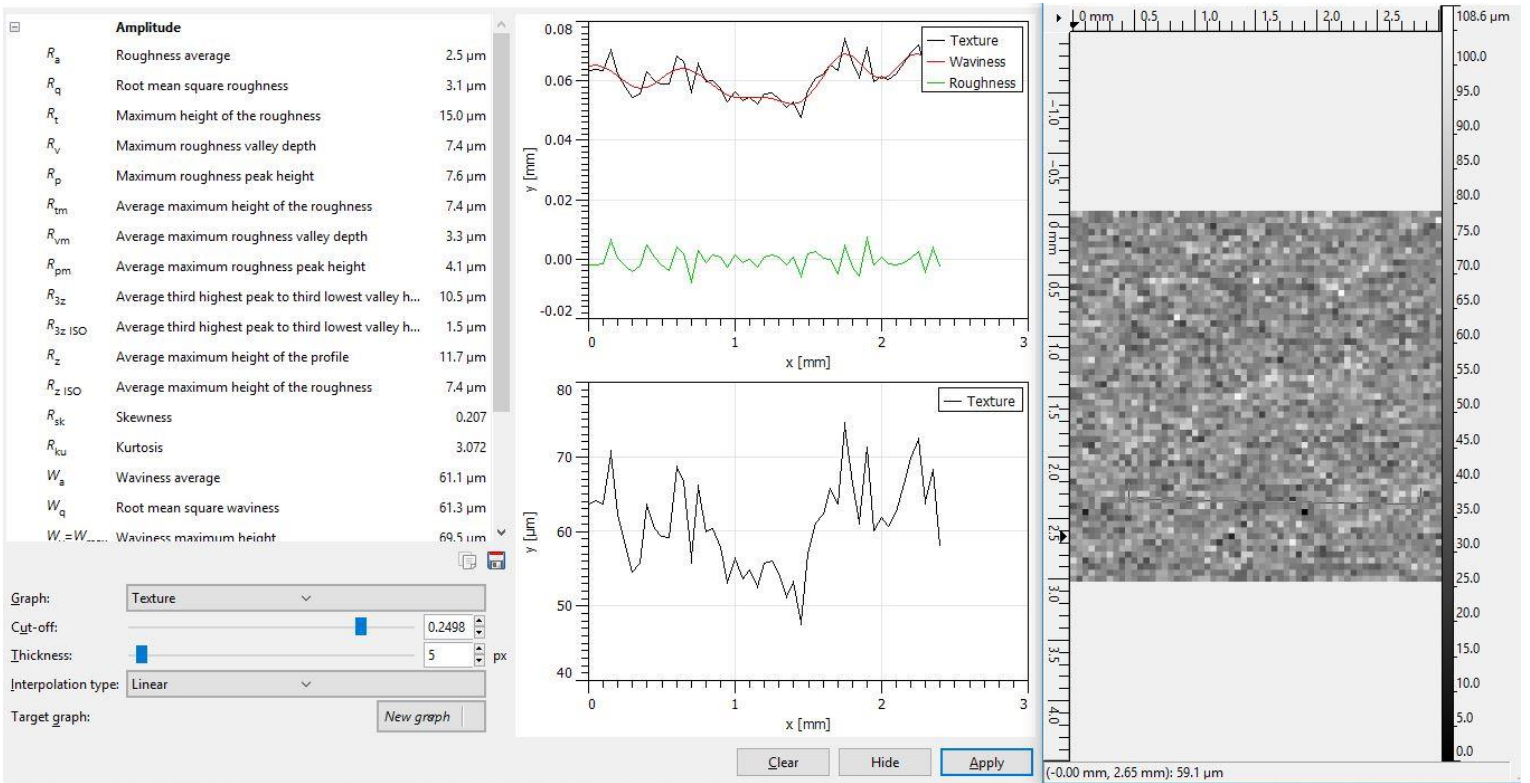 Amplitude
Ra Roughness average 2.5 µm
Rq Root mean square roughness 3.1 µm
Rt Maximum height of the roughness 15.0 µm
Rv Maximum roughness valley depth 7.4 µm
Rp Maximum roughness peak height 7.6 µm
Rtm Average maximum height of the roughness 7.4 µm
Rvm Average maximum roughness valley depth 3.3 µm
Rpm Average maximum roughness peak height 4.1 µm
R3z Average third highest peak to third lowest valley h... 10.5 µm
R3z ISO Average third highest peak to third lowest valley h... 1.5 µm
Rz Average maximum height of the profile 11.7 µm
Rz ISO Average maximum height of the roughness 7.4 µm
Rsk Skewness 0.207
Rku Kurtosis 3.072
Wa Waviness average 61.1 µm
Wq Root mean square waviness 61.3 µm
Waviness maximum height 69.5 µm
Graph: Texture
Cut-off: 0.2498
Thickness: 5 px
Interpolation type: Linear
Target graph: New graph
Clear Hide Apply
0.08
0.06
0.04
0.02
0.00
-0.02
y [mm]
0 1 2 3
x [mm]
Texture
Waviness
Roughness
80
70
60
50
40
y [µm]
0 1 2 3
x [mm]
Texture
0 mm 0.5 1.0 1.5 2.0 2.5
-1.0
-0.5
0 mm
0.5
1.0
1.5
2.0
2.5
3.0
3.5
4.0
108.6 µm
100.0
95.0
90.0
85.0
80.0
75.0
70.0
65.0
60.0
55.0
50.0
45.0
40.0
35.0
30.0
25.0
20.0
15.0
10.0
5.0
0.0
(-0.00 mm, 2.65 mm): 59.1 µm